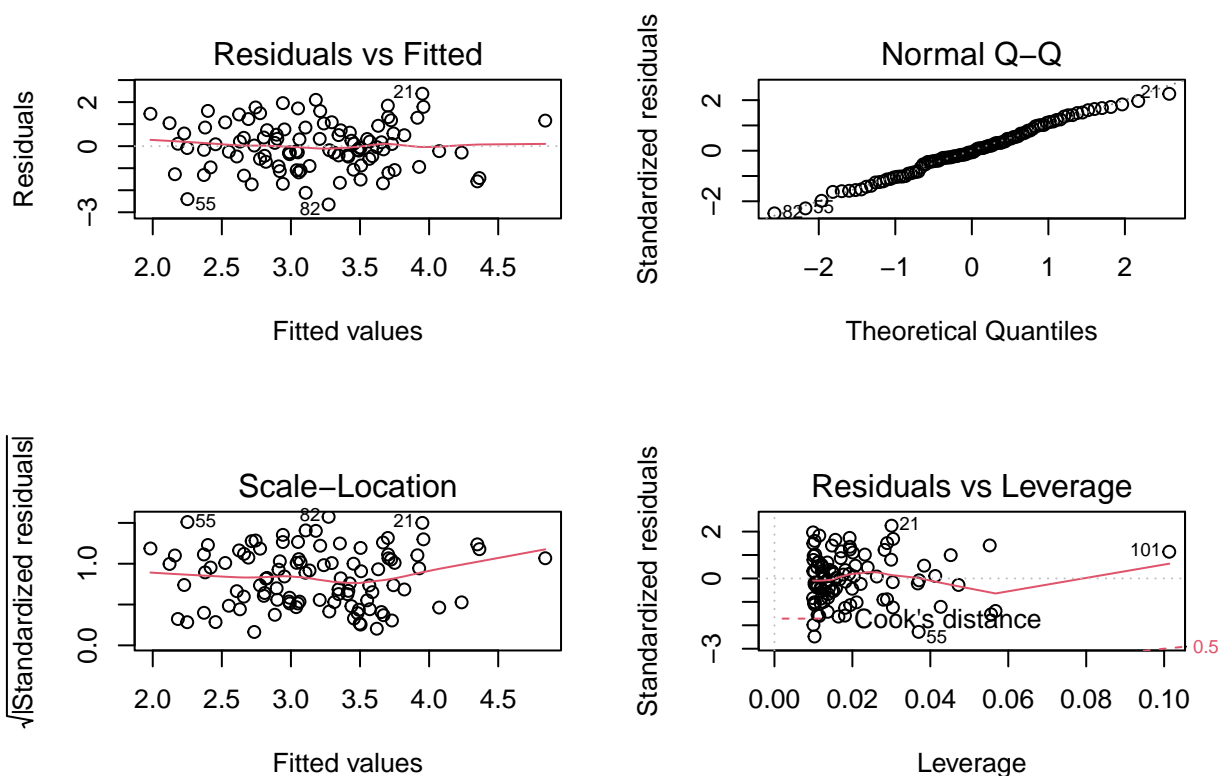 Residuals vs Fitted
Residuals
2
0
−3
21
55
82
2.0 2.5 3.0 3.5 4.0 4.5
Fitted values
Normal Q−Q
Standardized residuals
2
0
−2
21
82
55
−2 −1 0 1 2
Theoretical Quantiles
Scale−Location
√|Standardized residuals|
1.0
0.0
55
82
21
2.0 2.5 3.0 3.5 4.0 4.5
Fitted values
Residuals vs Leverage
Standardized residuals
2
0
−3
21
101
Cook's distance
55
0.5
0.00 0.02 0.04 0.06 0.08 0.10
Leverage